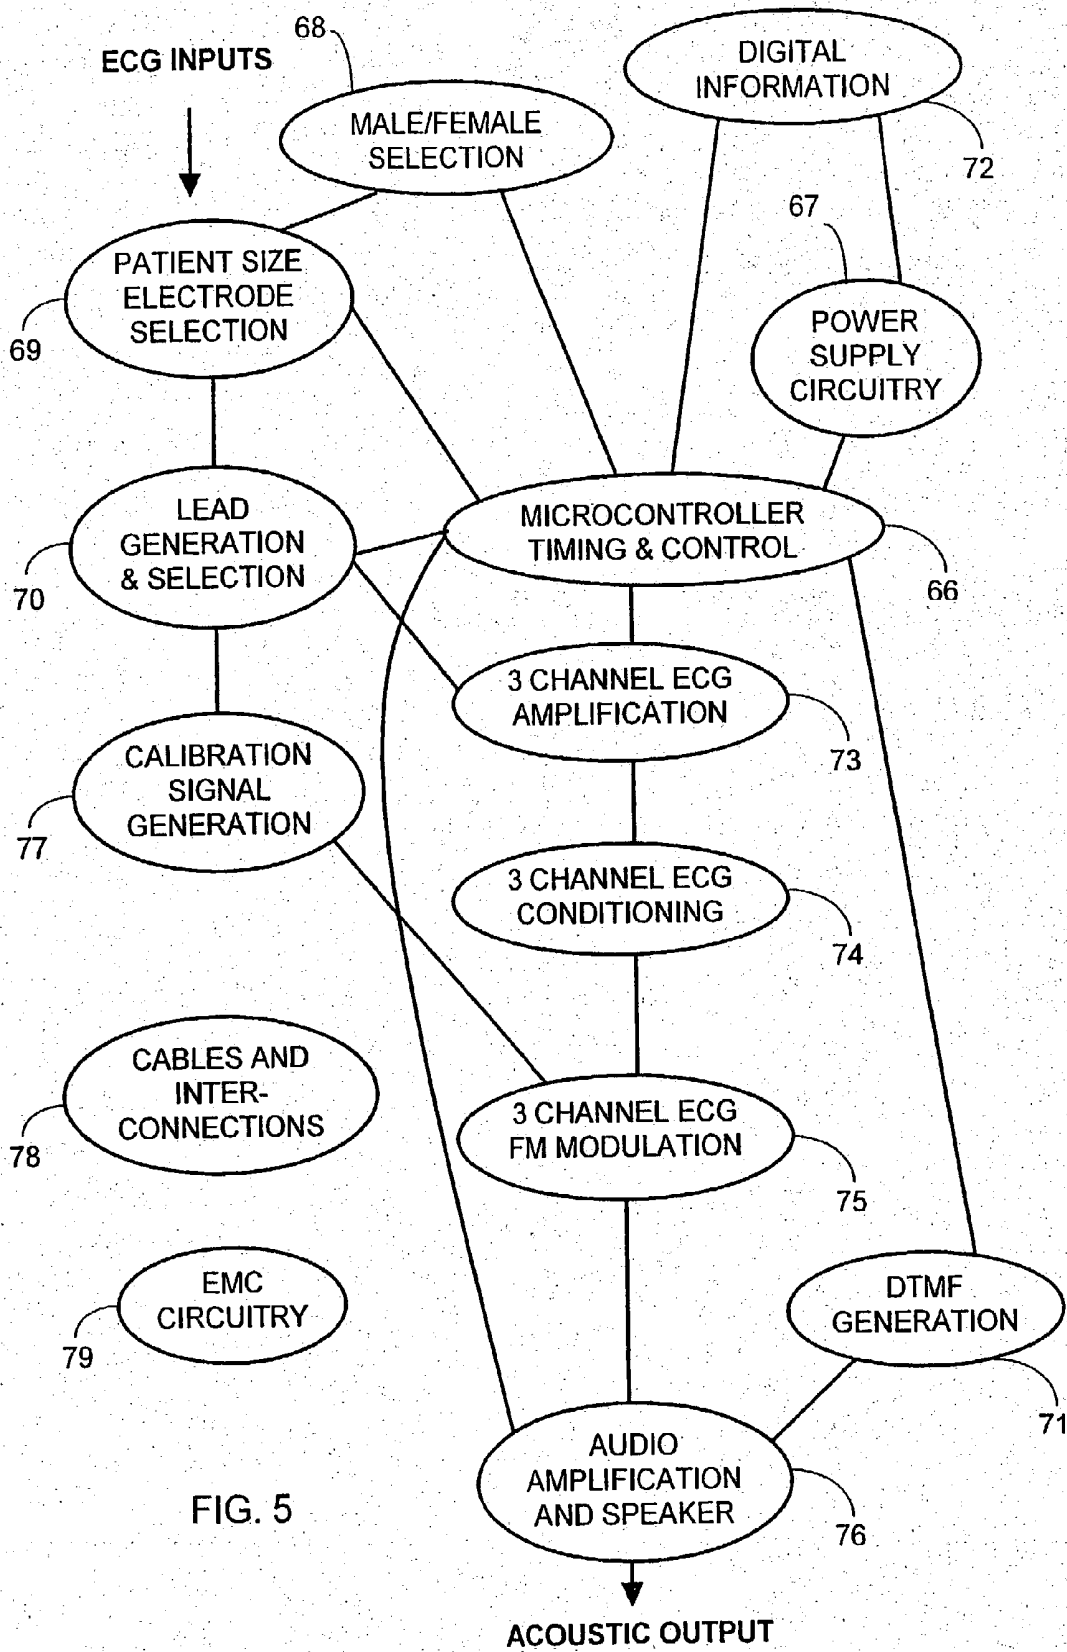 68
ECG INPUTS
DIGITAL
INFORMATION
72
MALE/FEMALE
SELECTION
67
PATIENT SIZE
ELECTRODE
SELECTION
69
POWER
SUPPLY
CIRCUITRY
LEAD
GENERATION
& SELECTION
70
MICROCONTROLLER
TIMING & CONTROL
66
3 CHANNEL ECG
AMPLIFICATION
73
CALIBRATION
SIGNAL
GENERATION
77
3 CHANNEL ECG
CONDITIONING
74
CABLES AND
INTER-
CONNECTIONS
78
3 CHANNEL ECG
FM MODULATION
75
EMC
CIRCUITRY
79
DTMF
GENERATION
71
AUDIO
AMPLIFICATION
AND SPEAKER
76
FIG. 5
ACOUSTIC OUTPUT